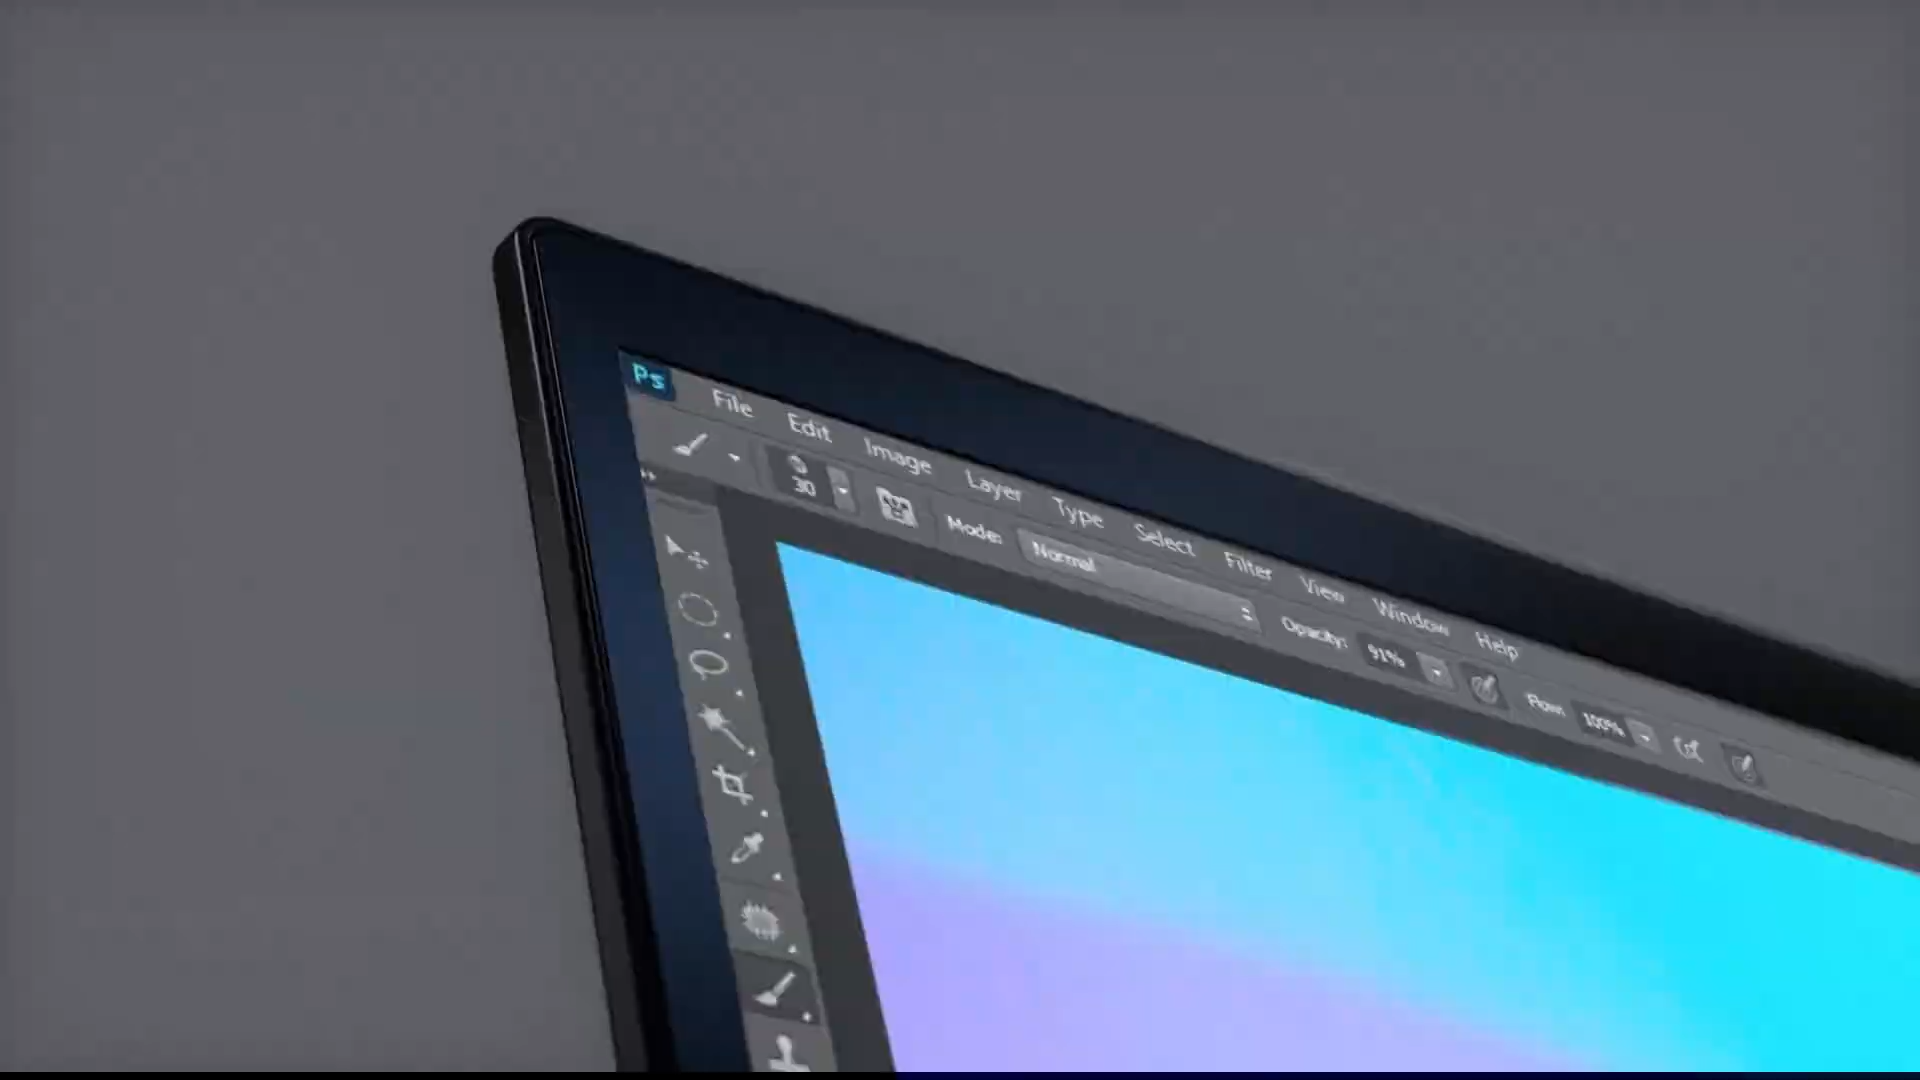 Ps File Edit Image Layer Type Select Filter View Window Help
30 Mode: Normal Opacity: 91% Flow: 100%